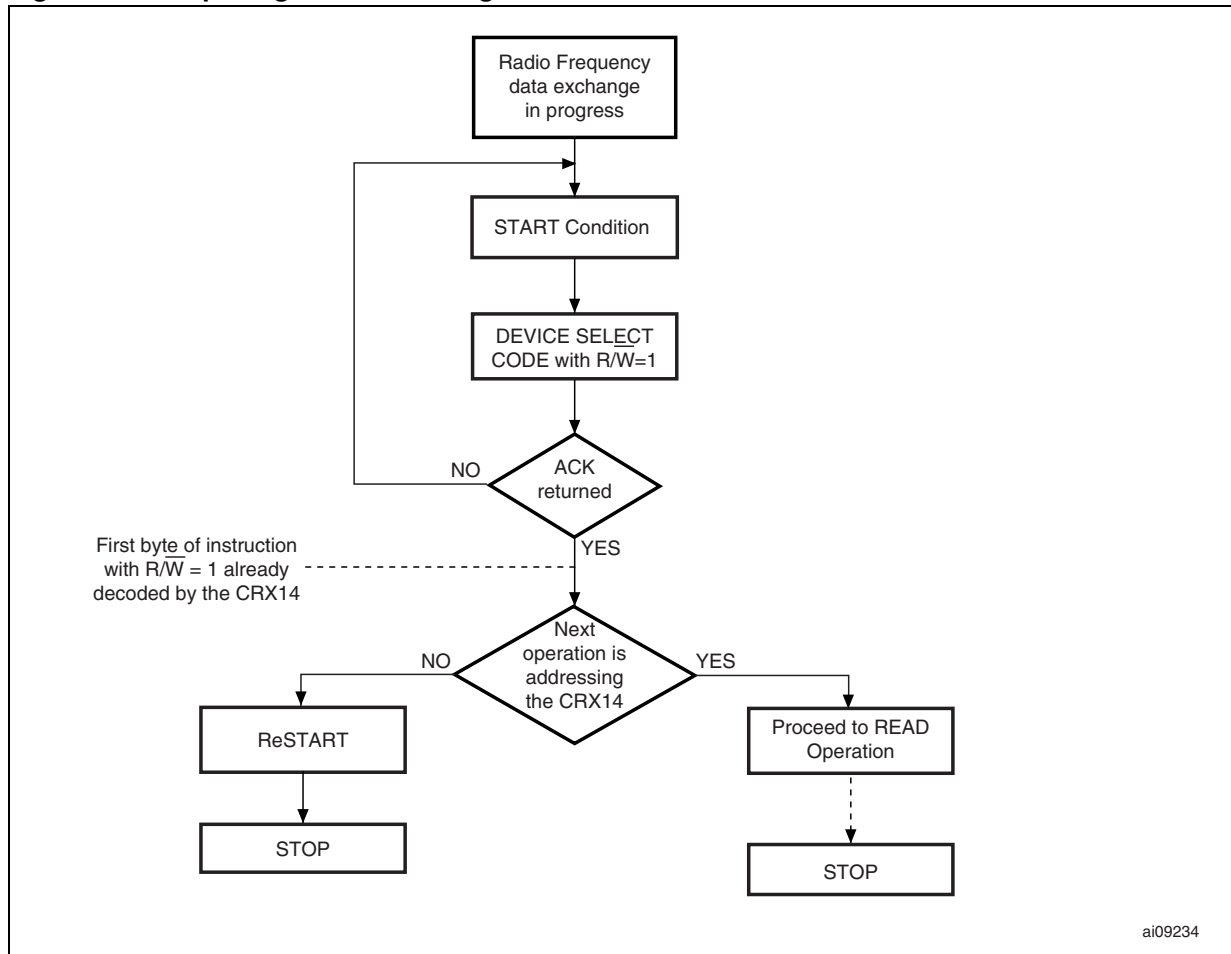 Radio Frequency
data exchange
in progress
START Condition
DEVICE SELECT
CODE with R/W̅=1
ACK
returned
NO
YES
First byte of instruction
with R/W̅ = 1 already
decoded by the CRX14
Next
operation is
addressing
the CRX14
NO
YES
ReSTART
Proceed to READ
Operation
STOP
STOP
ai09234